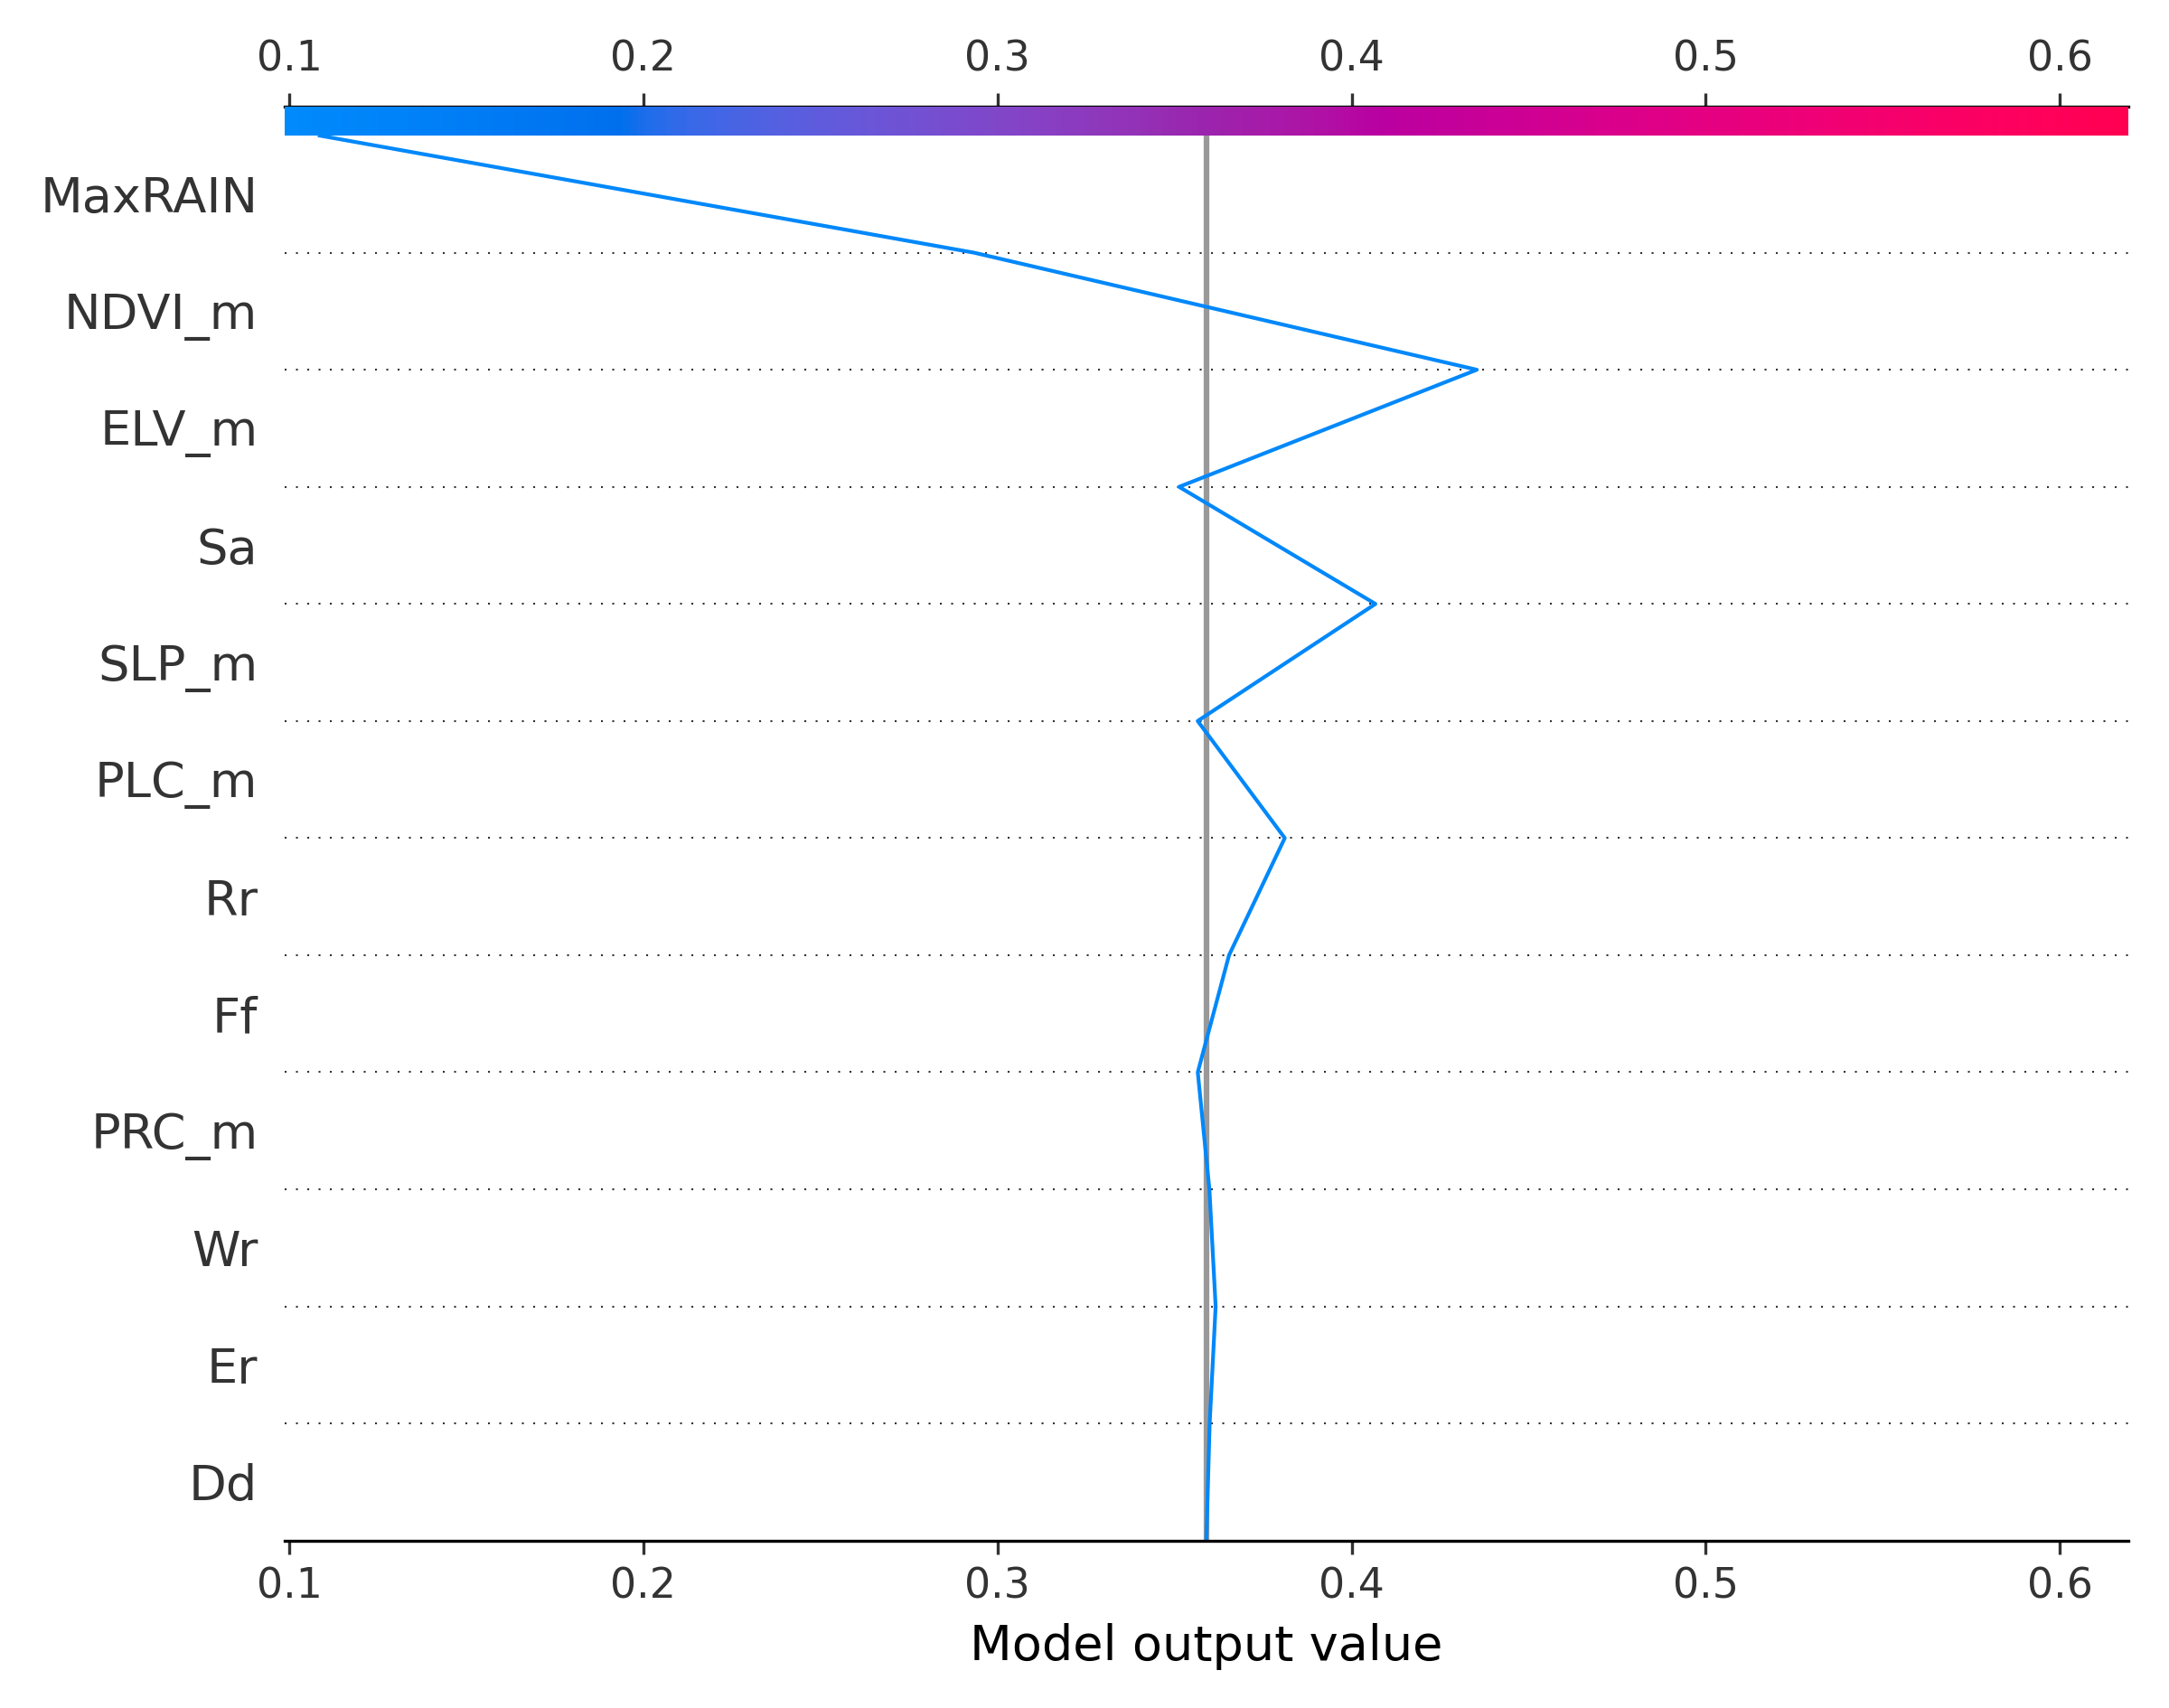 0.1 0.2 0.3 0.4 0.5 0.6
MaxRAIN
NDVI_m
ELV_m
Sa
SLP_m
PLC_m
Rr
Ff
PRC_m
Wr
Er
Dd
0.1 0.2 0.3 0.4 0.5 0.6
Model output value